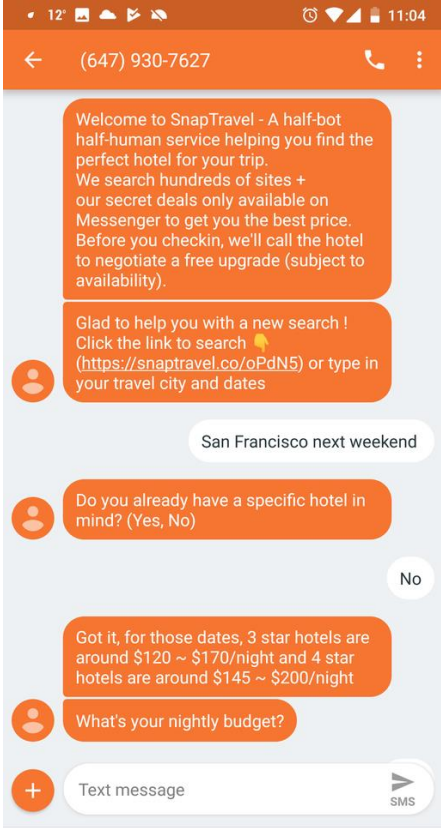 12° 11:04
(647) 930-7627
Welcome to SnapTravel - A half-bot
half-human service helping you find the
perfect hotel for your trip.
We search hundreds of sites +
our secret deals only available on
Messenger to get you the best price.
Before you checkin, we'll call the hotel
to negotiate a free upgrade (subject to
availability).
Glad to help you with a new search !
Click the link to search 👇
(https://snaptravel.co/oPdN5) or type in
your travel city and dates
San Francisco next weekend
Do you already have a specific hotel in
mind? (Yes, No)
No
Got it, for those dates, 3 star hotels are
around $120 ~ $170/night and 4 star
hotels are around $145 ~ $200/night
What's your nightly budget?
Text message
SMS